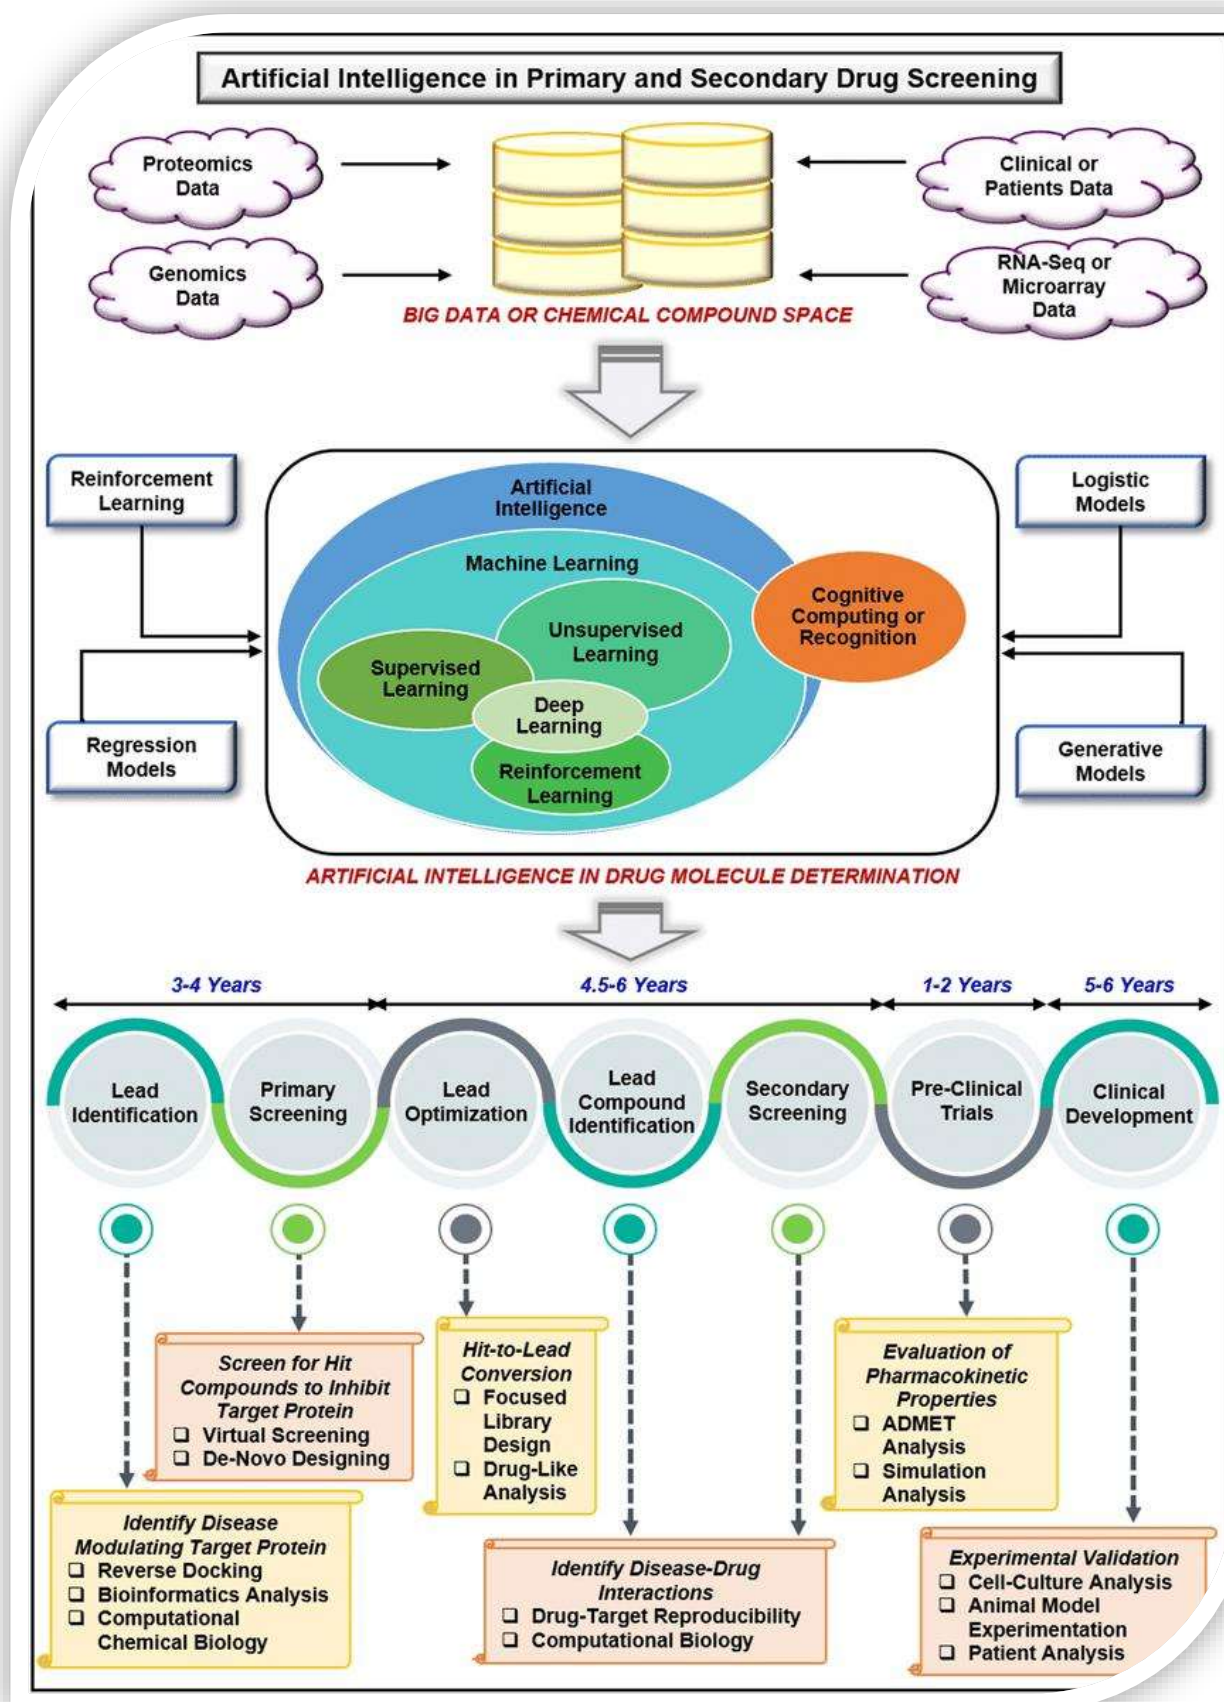 Artificial Intelligence in Primary and Secondary Drug Screening
Proteomics
Data
Genomics
Data
Clinical or
Patients Data
RNA-Seq or
Microarray
Data
BIG DATA OR CHEMICAL COMPOUND SPACE
Reinforcement
Learning
Regression
Models
Logistic
Models
Generative
Models
Artificial
Intelligence
Machine Learning
Unsupervised
Learning
Supervised
Learning
Deep
Learning
Reinforcement
Learning
Cognitive
Computing or
Recognition
ARTIFICIAL INTELLIGENCE IN DRUG MOLECULE DETERMINATION
3-4 Years
4.5-6 Years
1-2 Years
5-6 Years
Lead
Identification
Primary
Screening
Lead
Optimization
Lead
Compound
Identification
Secondary
Screening
Pre-Clinical
Trials
Clinical
Development
Identify Disease
Modulating Target Protein
❑ Reverse Docking
❑ Bioinformatics Analysis
❑ Computational
Chemical Biology
Screen for Hit
Compounds to Inhibit
Target Protein
❑ Virtual Screening
❑ De-Novo Designing
Hit-to-Lead
Conversion
❑ Focused
Library
Design
❑ Drug-Like
Analysis
Identify Disease-Drug
Interactions
❑ Drug-Target Reproducibility
❑ Computational Biology
Evaluation of
Pharmacokinetic
Properties
❑ ADMET
Analysis
❑ Simulation
Analysis
Experimental Validation
❑ Cell-Culture Analysis
❑ Animal Model
Experimentation
❑ Patient Analysis